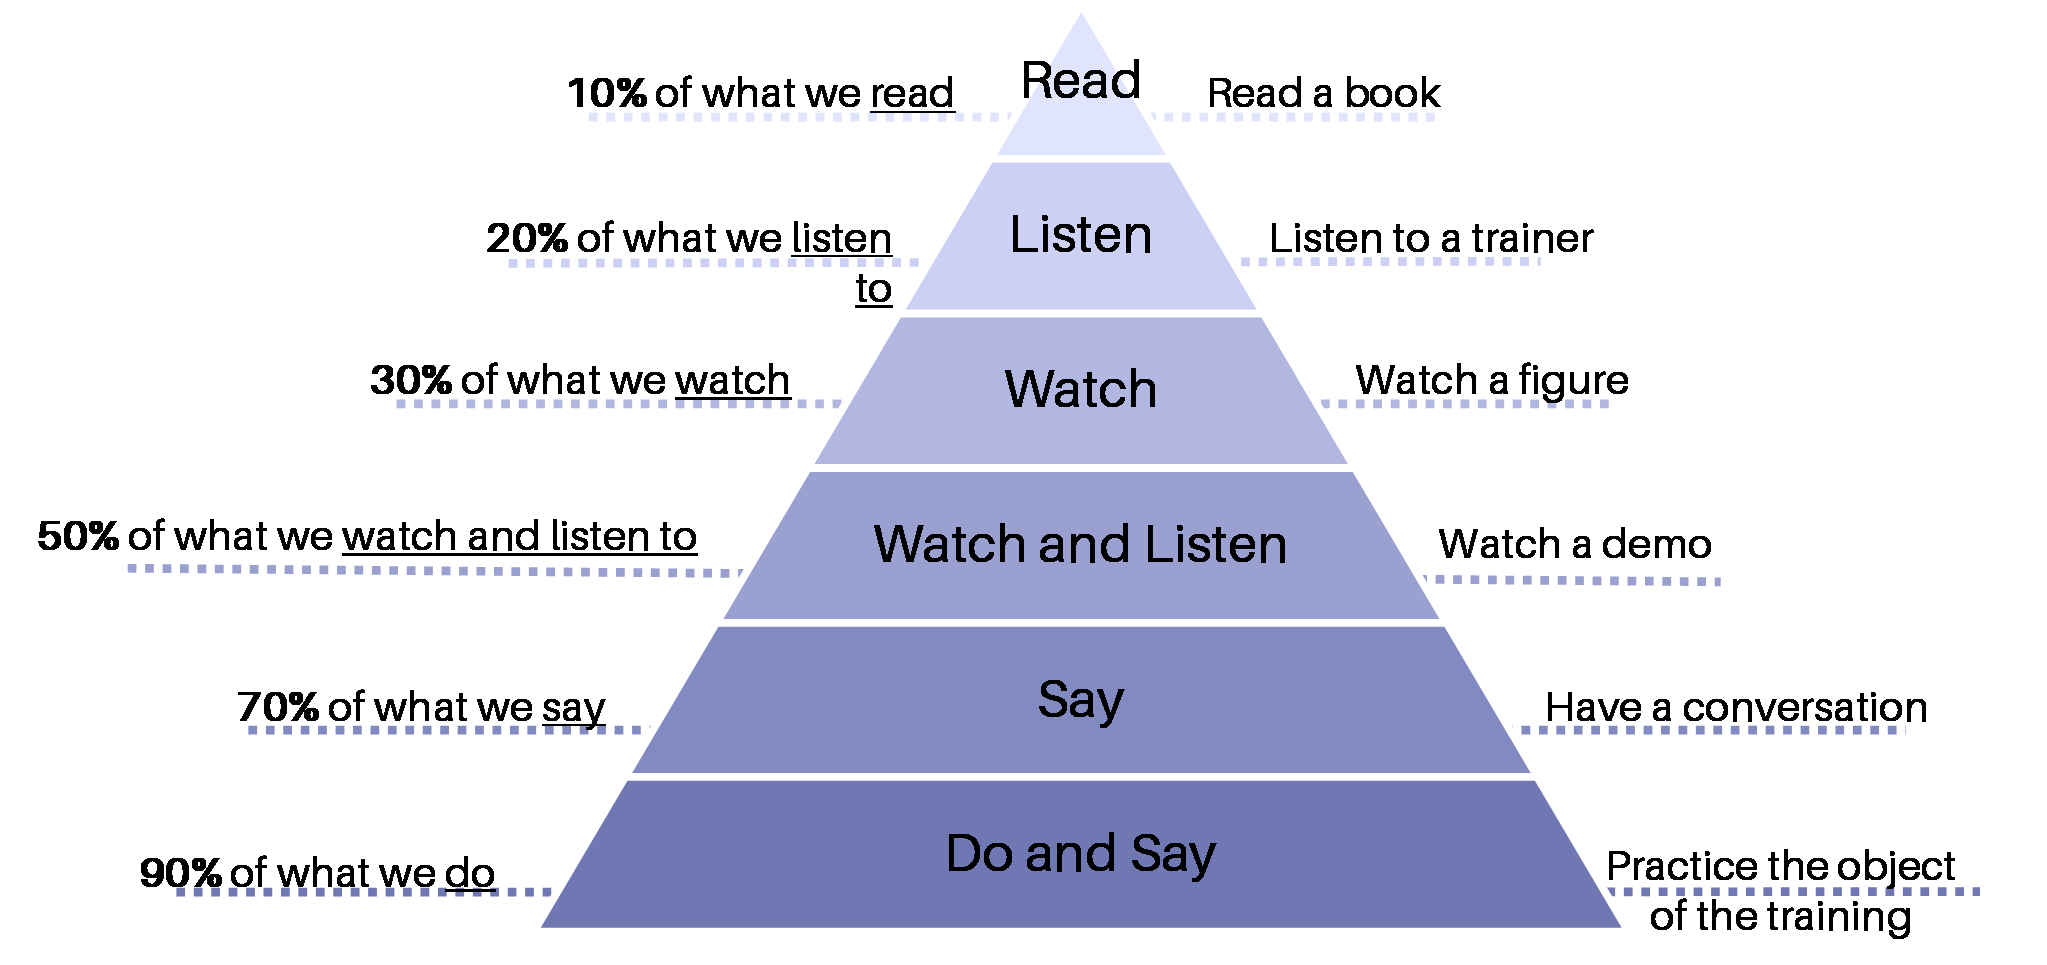 10% of what we read
Read
Read a book
20% of what we listen
to
Listen
Listen to a trainer
30% of what we watch
Watch
Watch a figure
50% of what we watch and listen to
Watch and Listen
Watch a demo
70% of what we say
Say
Have a conversation
90% of what we do
Do and Say
Practice the object
of the training